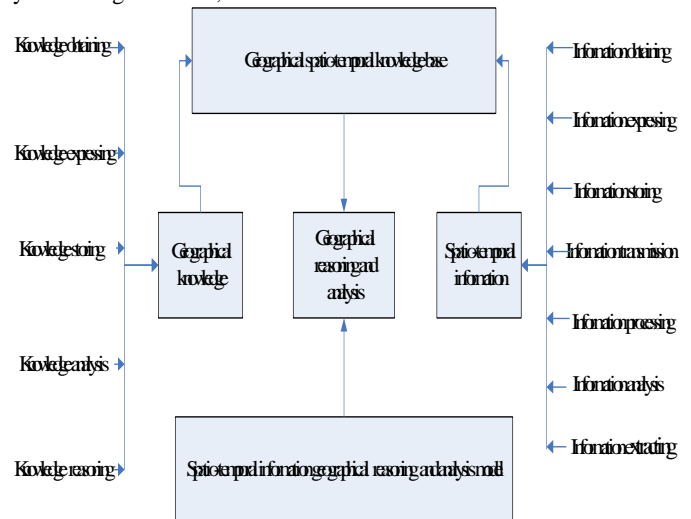 Knowledge obtaining
Knowledge expressing
Knowledge storing
Knowledge analysis
Knowledge reasoning
Geographical spatio-temporal knowledge base
Geographical
knowledge
Geographical
reasoning and
analysis
Spatio-temporal
information
Spatio-temporal information geographical reasoning and analysis model
Information obtaining
Information expressing
Information storing
Information transmission
Information processing
Information analysis
Information extracting